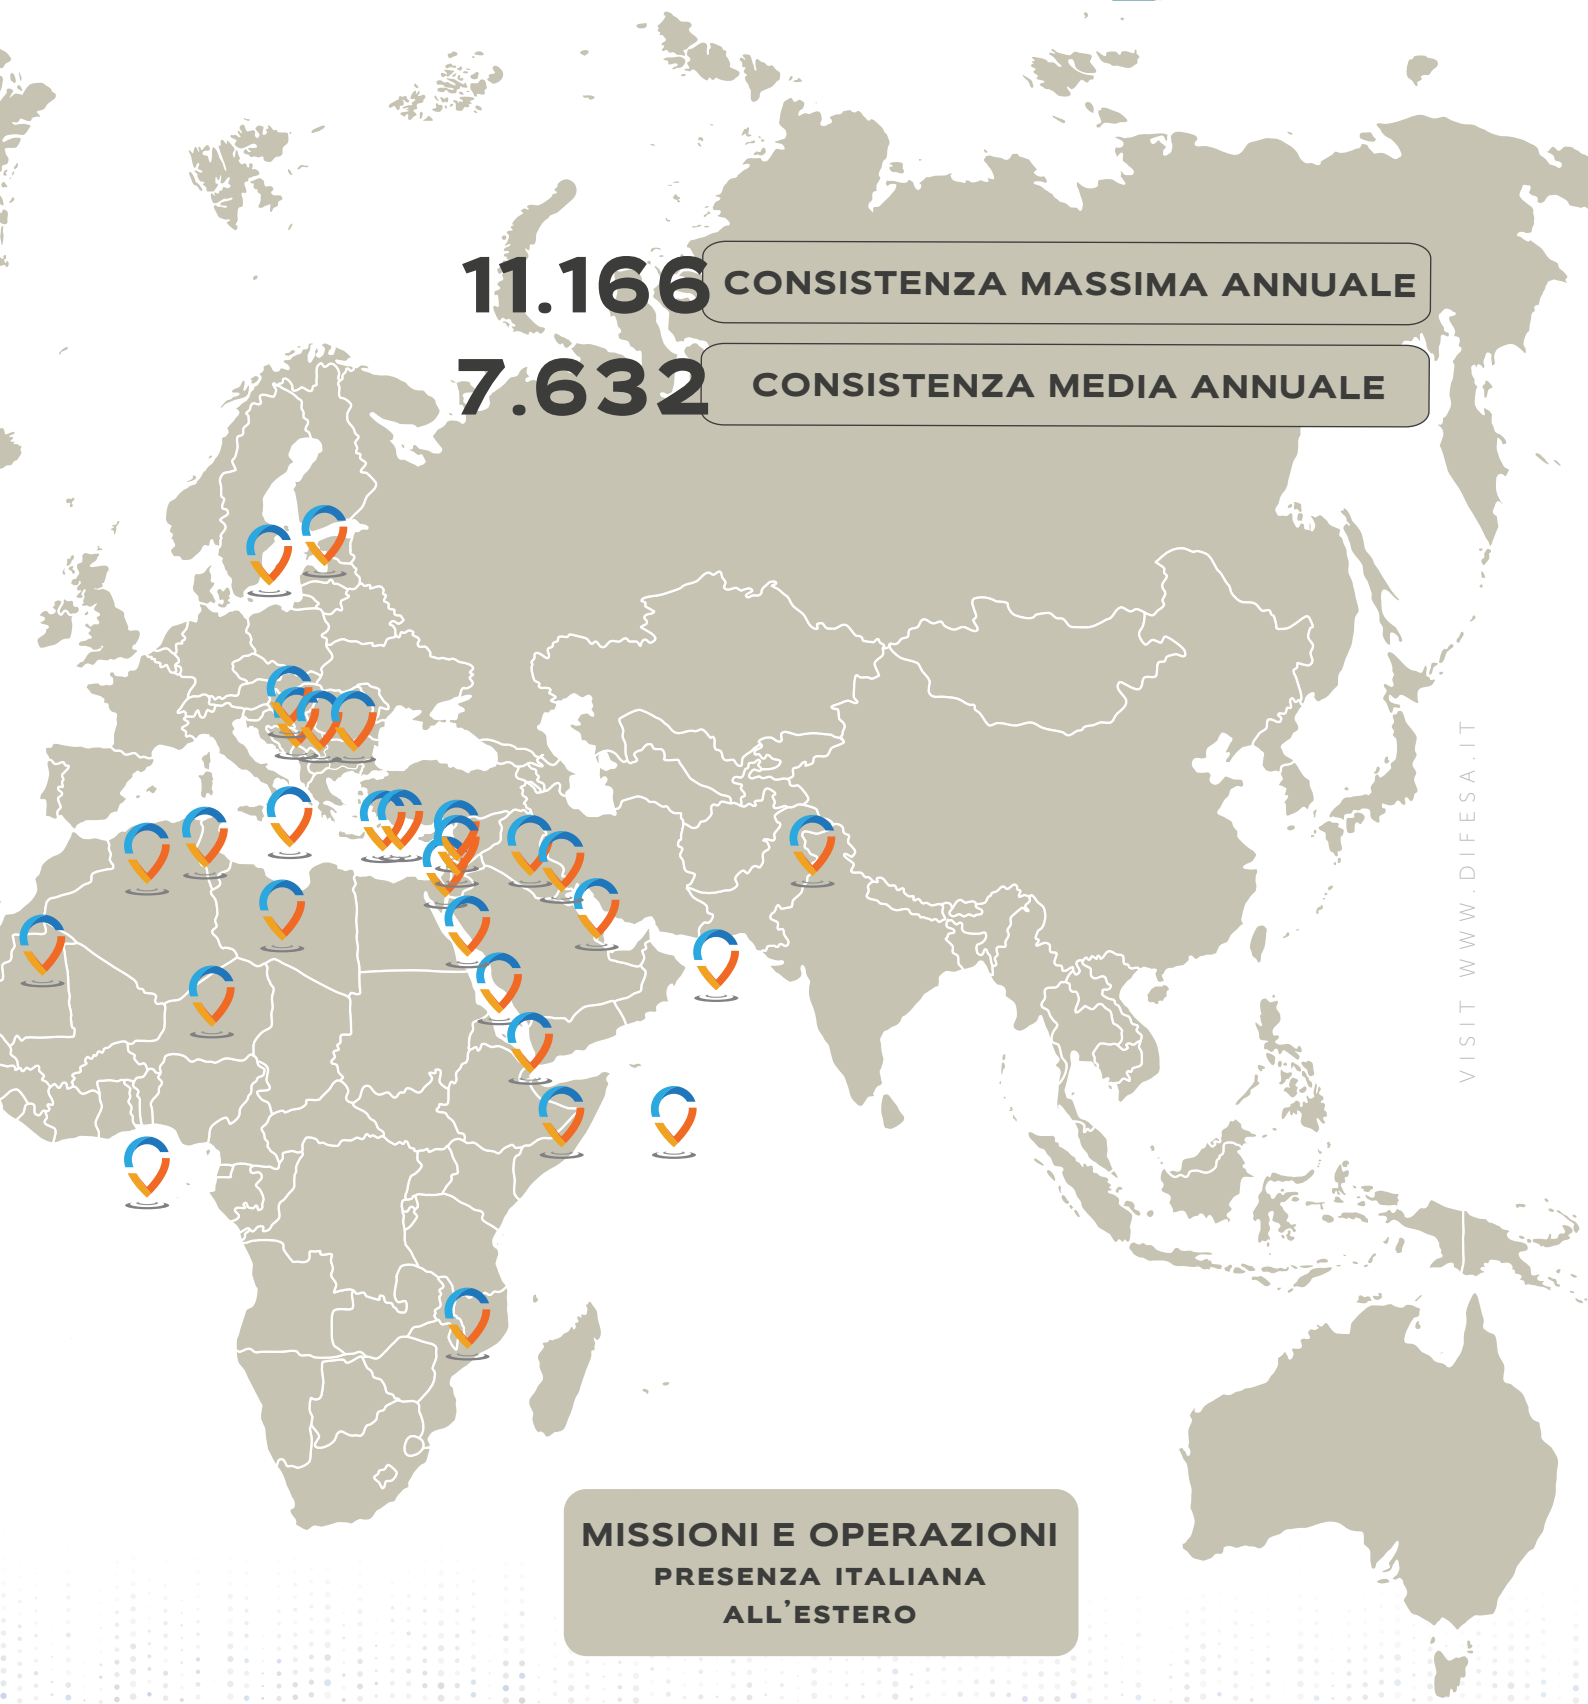 11.166 CONSISTENZA MASSIMA ANNUALE
7.632 CONSISTENZA MEDIA ANNUALE
VISIT WWW.DIFESA.IT
MISSIONI E OPERAZIONI
PRESENZA ITALIANA
ALL'ESTERO